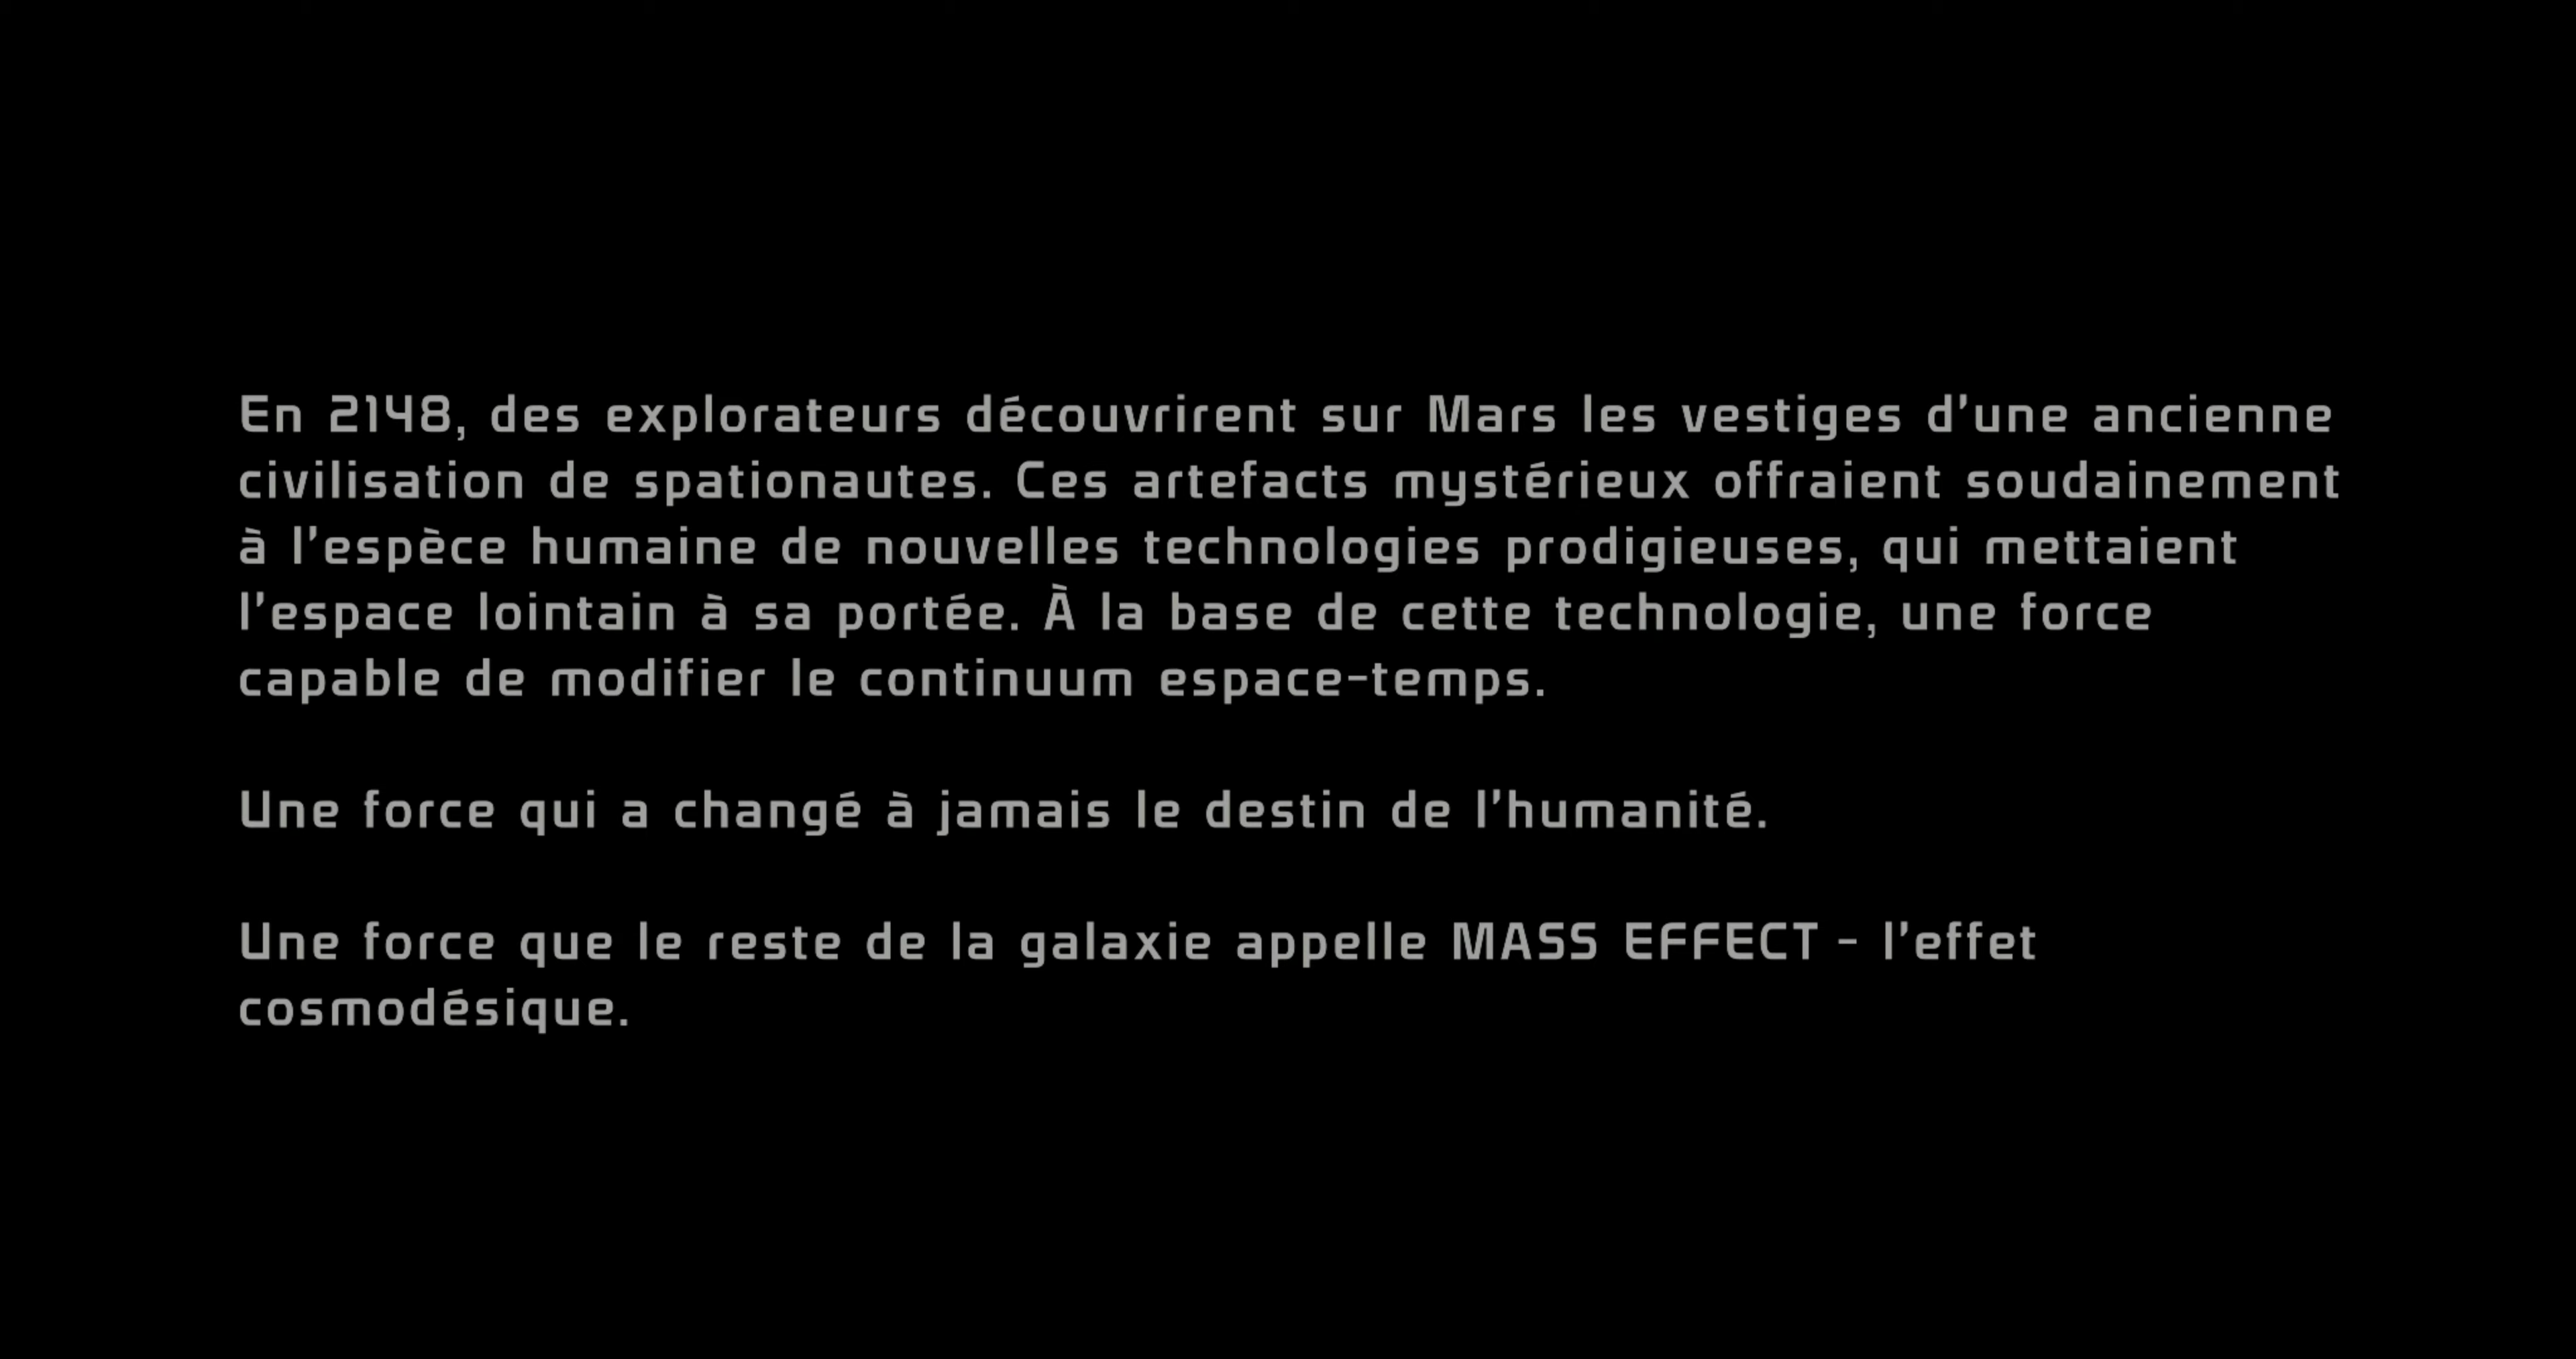 En 2148, des explorateurs découvrirent sur Mars les vestiges d'une ancienne
civilisation de spationautes. Ces artefacts mystérieux offraient soudainement
à l'espèce humaine de nouvelles technologies prodigieuses, qui mettaient
l'espace lointain à sa portée. À la base de cette technologie, une force
capable de modifier le continuum espace-temps.
Une force qui a changé à jamais le destin de l'humanité.
Une force que le reste de la galaxie appelle MASS EFFECT - l'effet
cosmodésique.